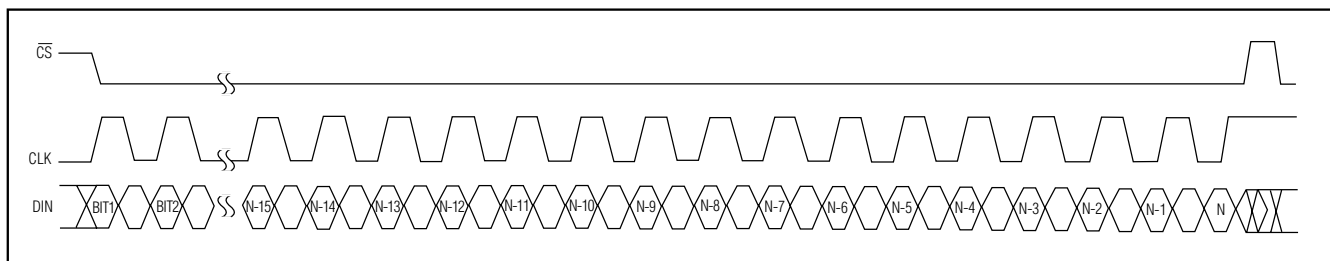 C̅S̅
CLK
DIN BIT1 BIT2 N-15 N-14 N-13 N-12 N-11 N-10 N-9 N-8 N-7 N-6 N-5 N-4 N-3 N-2 N-1 N